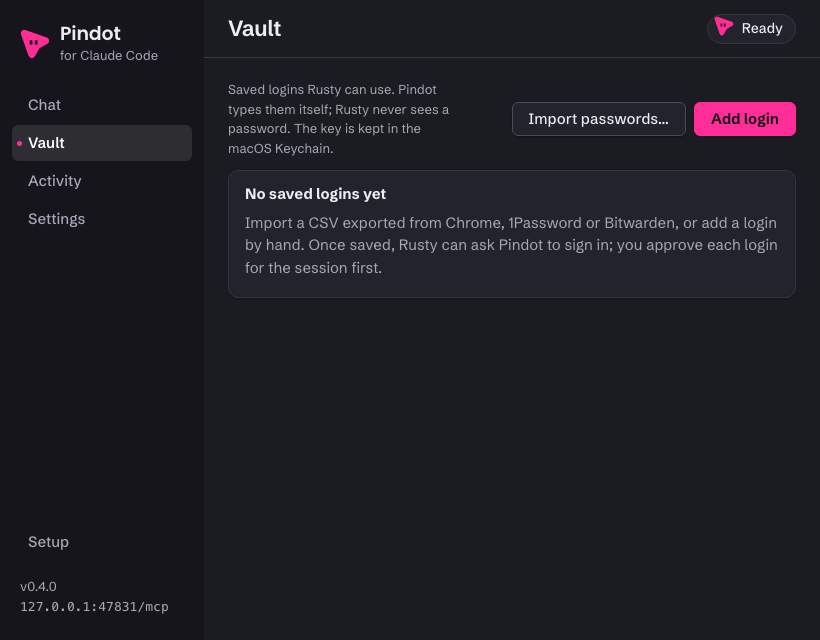 Pindot
for Claude Code
Chat
Vault
Activity
Settings
Setup
v0.4.0
127.0.0.1:47831/mcp
Vault
Ready
Saved logins Rusty can use. Pindot
types them itself; Rusty never sees a
password. The key is kept in the
macOS Keychain.
Import passwords...
Add login
No saved logins yet
Import a CSV exported from Chrome, 1Password or Bitwarden, or add a login
by hand. Once saved, Rusty can ask Pindot to sign in; you approve each login
for the session first.